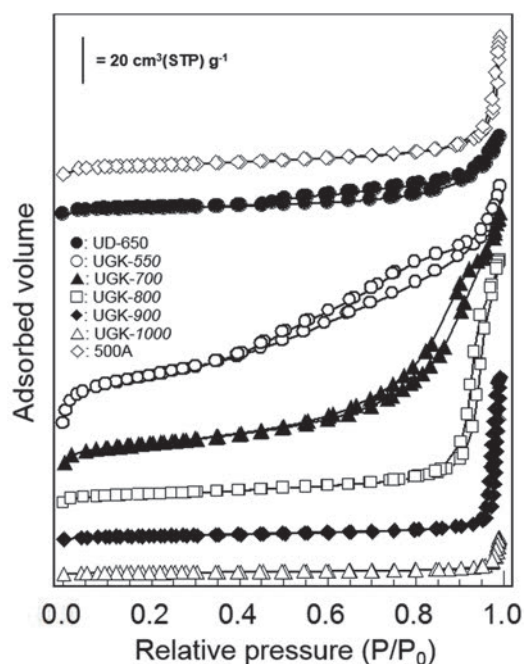 = 20 cm³(STP) g⁻¹
Adsorbed volume
●: UD-650
○: UGK-550
▲: UGK-700
□: UGK-800
◆: UGK-900
△: UGK-1000
◇: 500A
0.0 0.2 0.4 0.6 0.8 1.0
Relative pressure (P/P₀)